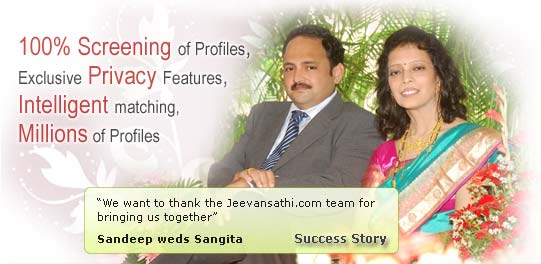 100% Screening of Profiles,
Exclusive Privacy Features,
Intelligent matching,
Millions of Profiles
“We want to thank the Jeevansathi.com team for
bringing us together”
Sandeep weds Sangita Success Story